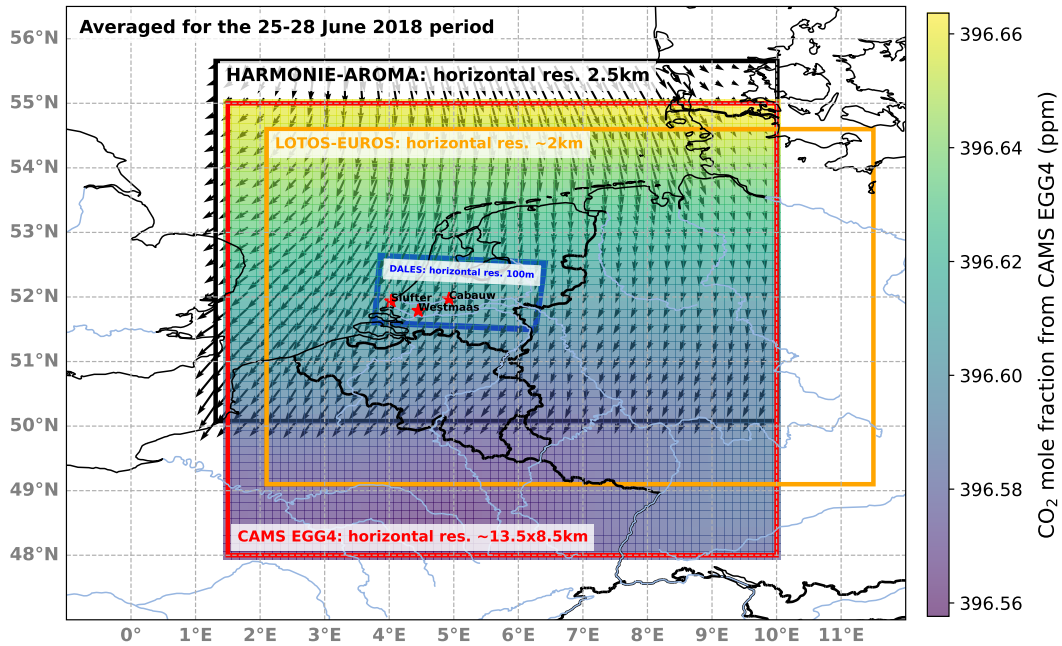 Averaged for the 25-28 June 2018 period
HARMONIE-AROMA: horizontal res. 2.5km
LOTOS-EUROS: horizontal res. ~2km
DALES: horizontal res. 100m
Slufter
Cabauw
Westmaas
CAMS EGG4: horizontal res. ~13.5x8.5km
56°N
55°N
54°N
53°N
52°N
51°N
50°N
49°N
48°N
0°
1°E
2°E
3°E
4°E
5°E
6°E
7°E
8°E
9°E
10°E
11°E
396.66
396.64
396.62
396.60
396.58
396.56
CO₂ mole fraction from CAMS EGG4 (ppm)